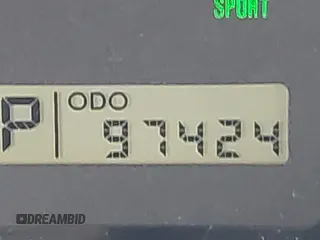 SPORT
P ODO
97424
DREAMBID